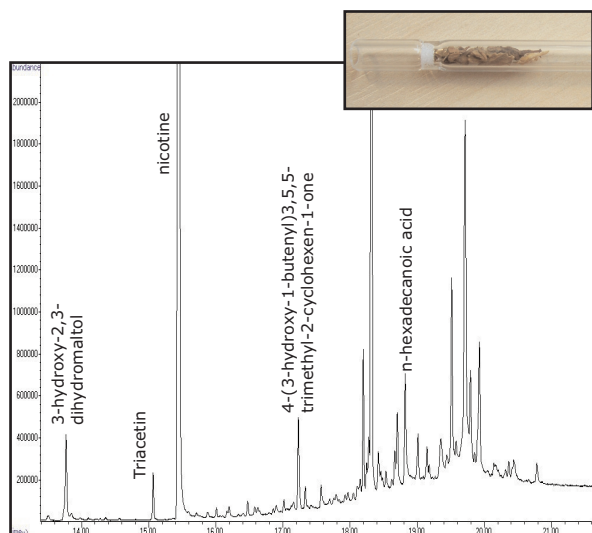 bundance
2000000
1800000
1600000
1400000
1200000
1000000
800000
600000
400000
200000
3-hydroxy-2,3-
dihydromaltol
Triacetin
nicotine
4-(3-hydroxy-1-butenyl)3,5,5-
trimethyl-2-cyclohexen-1-one
n-hexadecanoic acid
14.00 15.00 16.00 17.00 18.00 19.00 20.00 21.00